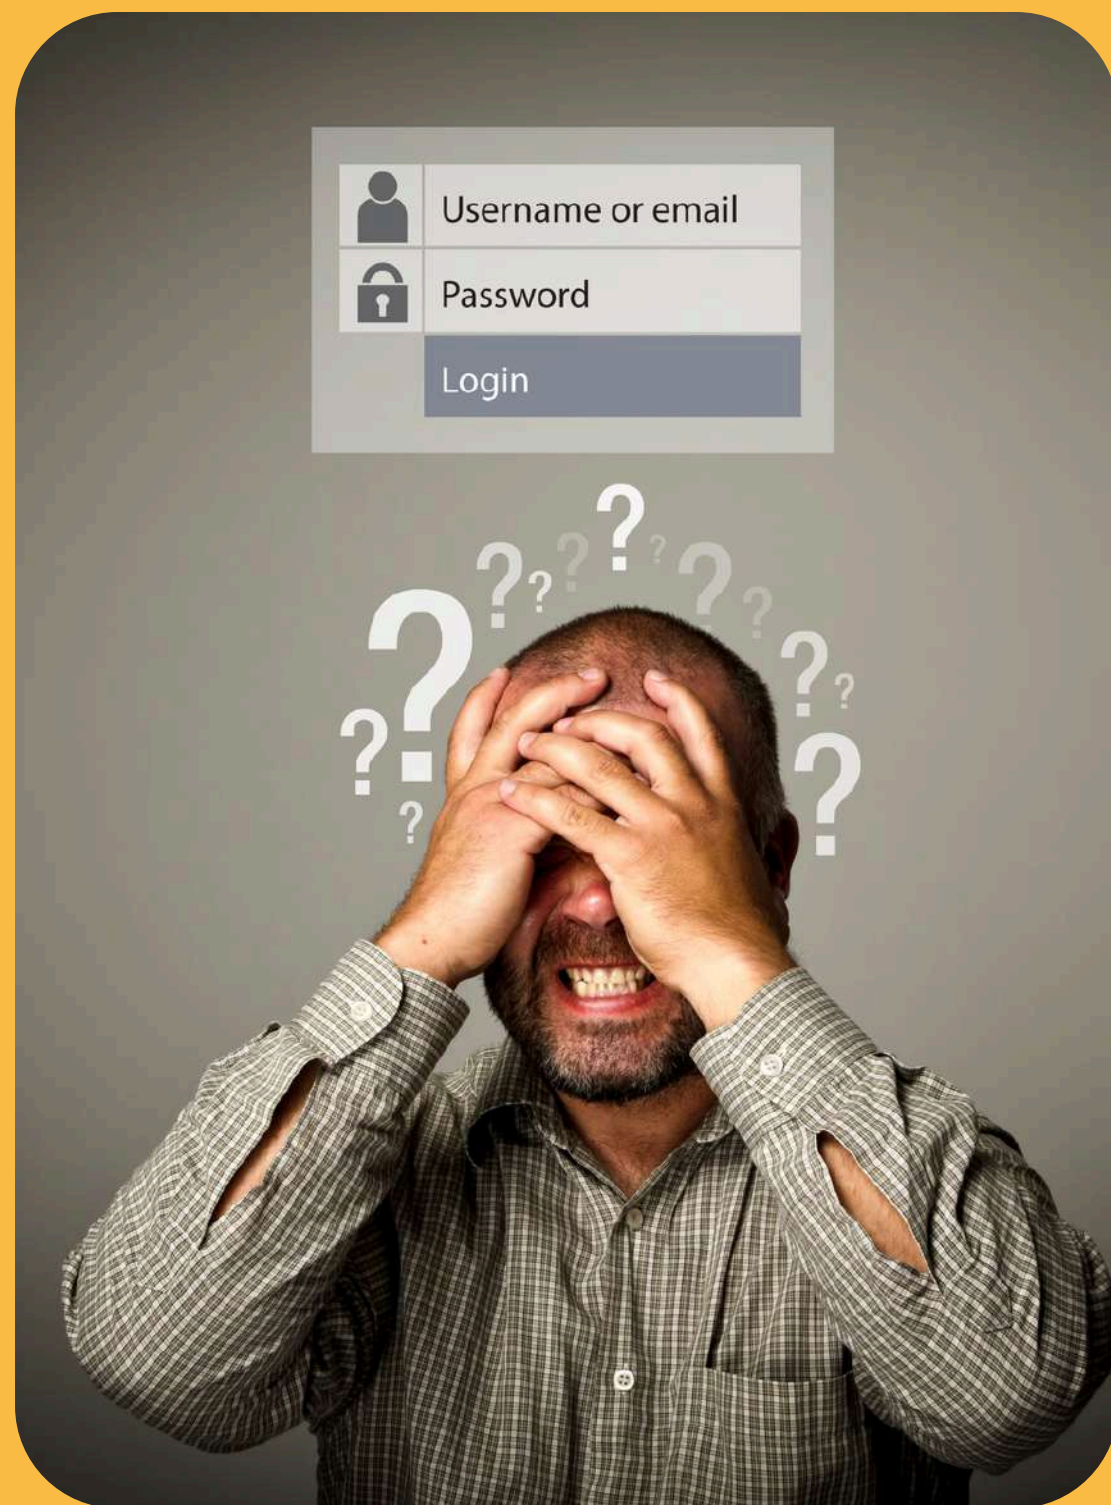 Username or email
Password
Login
? ? ? ? ? ? ?
? ? ?
? ?
? ?